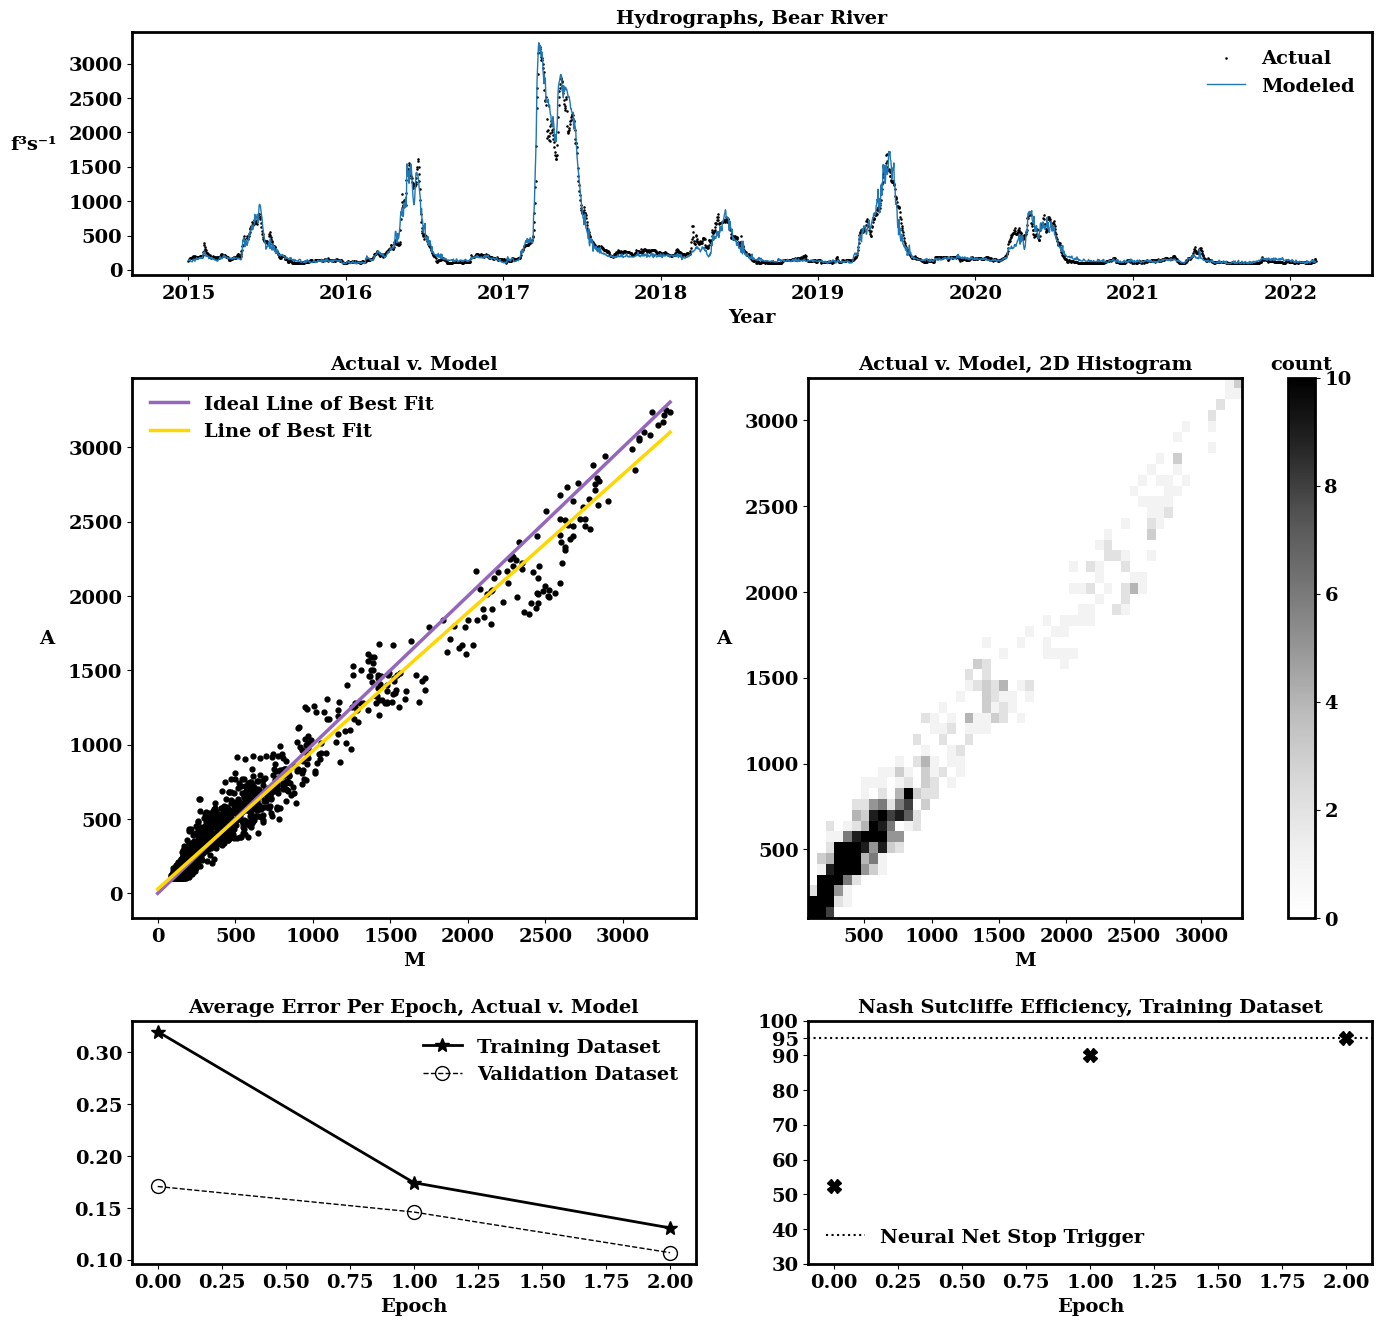 Hydrographs, Bear River
3000
2500
2000
1500
1000
500
0
f³s⁻¹
Actual
Modeled
2015 2016 2017 2018 2019 2020 2021 2022
Year
Actual v. Model
Ideal Line of Best Fit
Line of Best Fit
3000
2500
2000
1500
1000
500
0
A
0 500 1000 1500 2000 2500 3000
M
Actual v. Model, 2D Histogram
3000
2500
2000
1500
1000
500
A
500 1000 1500 2000 2500 3000
M
count
10
8
6
4
2
0
Average Error Per Epoch, Actual v. Model
Training Dataset
Validation Dataset
0.30
0.25
0.20
0.15
0.10
0.00 0.25 0.50 0.75 1.00 1.25 1.50 1.75 2.00
Epoch
Nash Sutcliffe Efficiency, Training Dataset
100
95
90
80
70
60
50
40
30
Neural Net Stop Trigger
0.00 0.25 0.50 0.75 1.00 1.25 1.50 1.75 2.00
Epoch